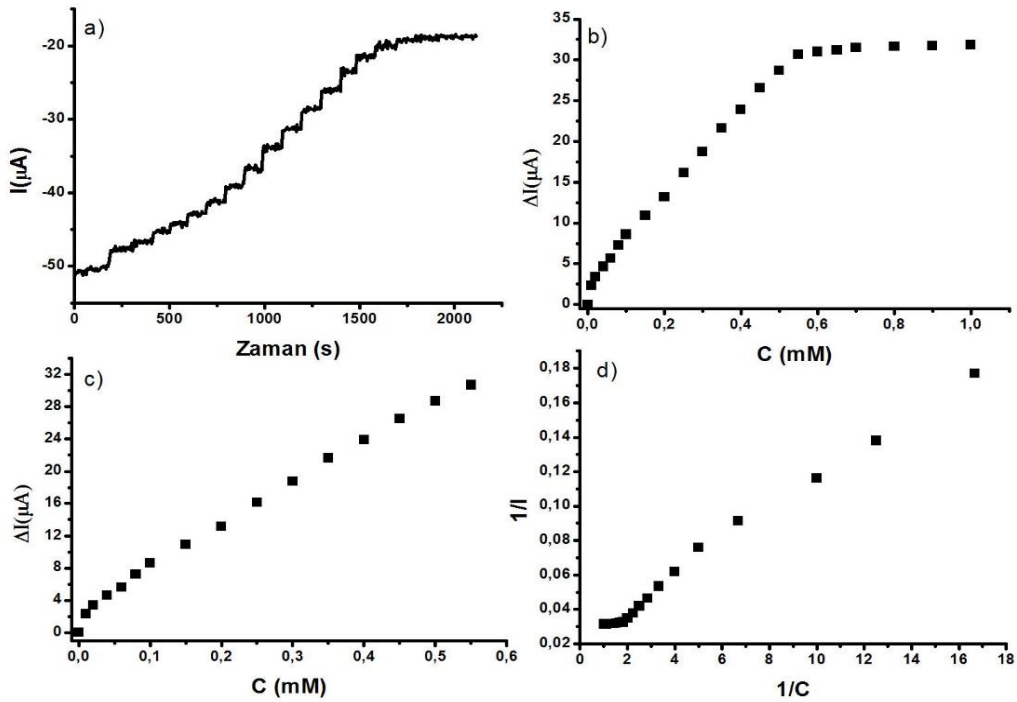 a)
-20
-30
-40
-50
I(µA)
0 500 1000 1500 2000
Zaman (s)
b)
35
30
25
20
15
10
5
0
ΔI(µA)
0,0 0,2 0,4 0,6 0,8 1,0
C (mM)
c)
32
28
24
20
16
12
8
4
0
ΔI(µA)
0,0 0,1 0,2 0,3 0,4 0,5 0,6
C (mM)
d)
0,18
0,16
0,14
0,12
0,10
0,08
0,06
0,04
0,02
1/I
0 2 4 6 8 10 12 14 16 18
1/C